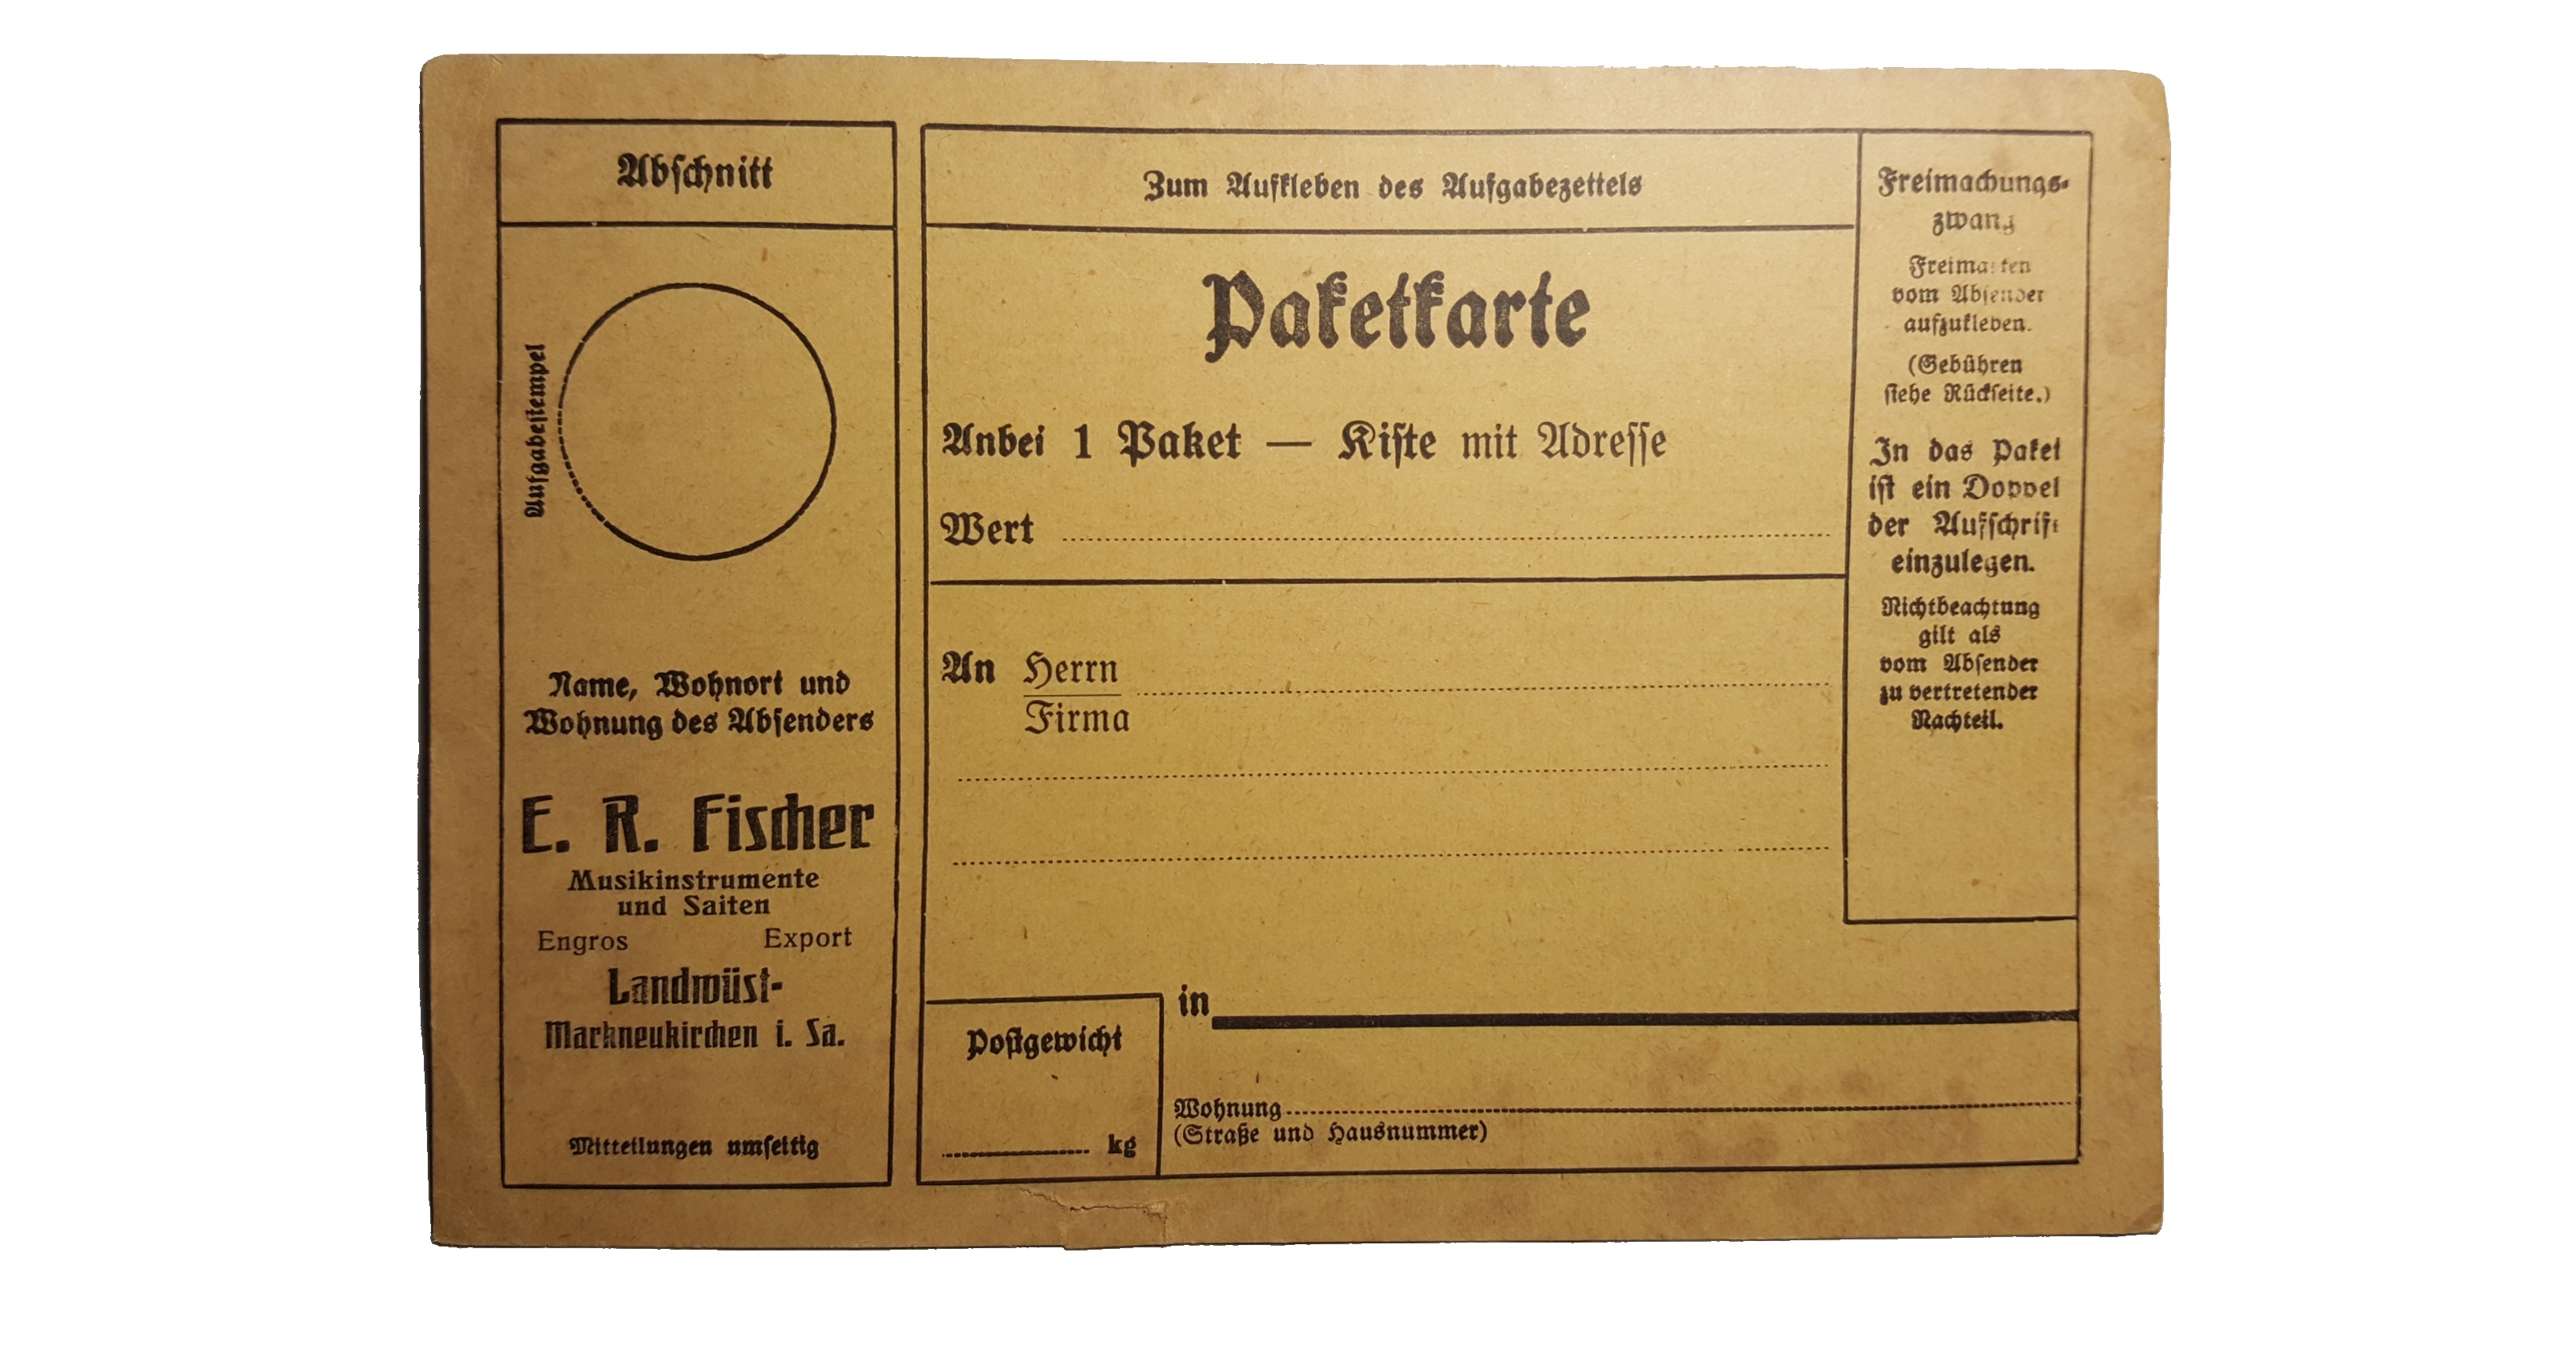 Abschnitt
Aufgabestempel
Name, Wohnort und
Wohnung des Absenders
E. R. Fischer
Musikinstrumente
und Saiten
Engros Export
Landwüst-
Markneukirchen i. Sa.
Mitteilungen umseitig
Zum Aufkleben des Aufgabezettels
Paketkarte
Anbei 1 Paket — Kiste mit Adresse
Wert
An Herrn
Firma
Postgewicht
kg
in
Wohnung
(Straße und Hausnummer)
Freimachungs-
zwang
Freimarken
vom Absender
aufzukleben.
(Gebühren
siehe Rückseite.)
In das Paket
ist ein Doppel
der Aufschrift
einzulegen.
Nichtbeachtung
gilt als
vom Absender
zu vertretender
Nachteil.